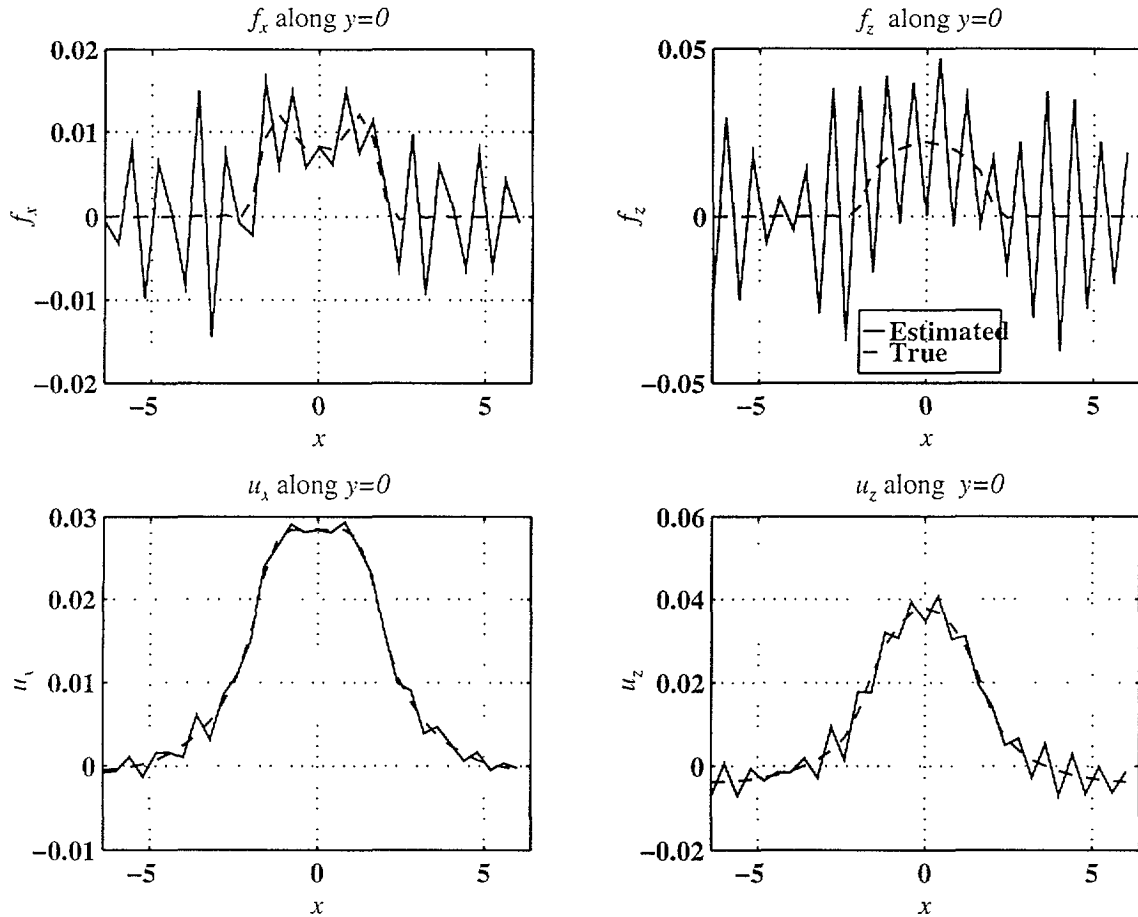 f_x along y=0
0.02
0.01
0
−0.01
−0.02
f_x
−5
0
5
x
f_z along y=0
0.05
0
−0.05
f_z
Estimated
True
−5
0
5
x
u_x along y=0
0.03
0.02
0.01
0
−0.01
u_x
−5
0
5
x
u_z along y=0
0.06
0.04
0.02
0
−0.02
u_z
−5
0
5
x